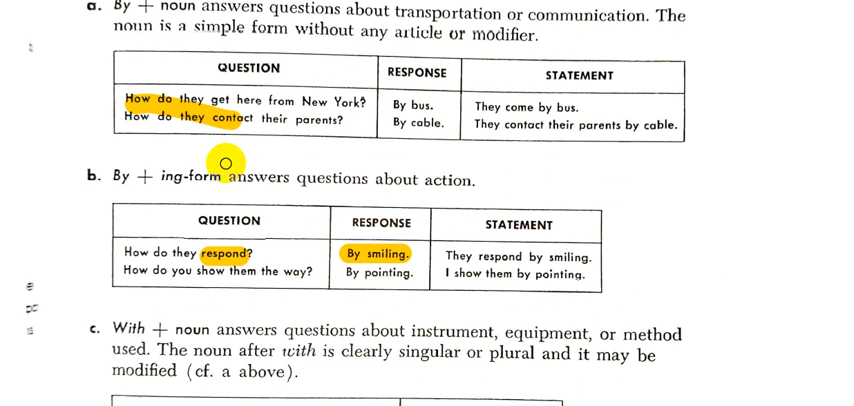 a. By + noun answers questions about transportation or communication. The
noun is a simple form without any article or modifier.
QUESTION RESPONSE STATEMENT
How do they get here from New York? By bus. They come by bus.
How do they contact their parents? By cable. They contact their parents by cable.
b. By + ing-form answers questions about action.
QUESTION RESPONSE STATEMENT
How do they respond? By smiling. They respond by smiling.
How do you show them the way? By pointing. I show them by pointing.
c. With + noun answers questions about instrument, equipment, or method
used. The noun after with is clearly singular or plural and it may be
modified (cf. a above).